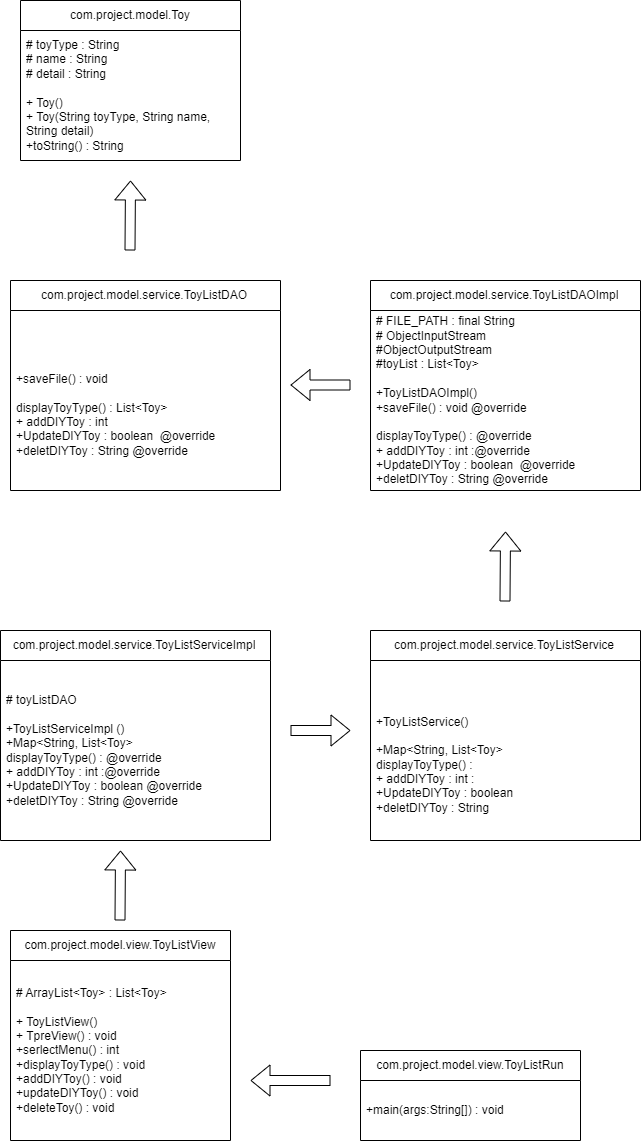 com.project.model.Toy
# toyType : String
# name : String
# detail : String
+ Toy()
+ Toy(String toyType, String name,
String detail)
+toString() : String
com.project.model.service.ToyListDAO
+saveFile() : void
displayToyType() : List<Toy>
+ addDIYToy : int
+UpdateDIYToy : boolean  @override
+deletDIYToy : String @override
com.project.model.service.ToyListDAOImpl
# FILE_PATH : final String
# ObjectInputStream
#ObjectOutputStream
#toyList : List<Toy>
+ToyListDAOImpl()
+saveFile() : void @override
displayToyType() : @override
+ addDIYToy : int :@override
+UpdateDIYToy : boolean  @override
+deletDIYToy : String @override
com.project.model.service.ToyListServiceImpl
# toyListDAO
+ToyListServiceImpl ()
+Map<String, List<Toy>
displayToyType() : @override
+ addDIYToy : int :@override
+UpdateDIYToy : boolean @override
+deletDIYToy : String @override
com.project.model.service.ToyListService
+ToyListService()
+Map<String, List<Toy>
displayToyType() :
+ addDIYToy : int :
+UpdateDIYToy : boolean
+deletDIYToy : String
com.project.model.view.ToyListView
# ArrayList<Toy> : List<Toy>
+ ToyListView()
+ TpreView() : void
+serlectMenu() : int
+displayToyType() : void
+addDIYToy() : void
+updateDIYToy() : void
+deleteToy() : void
com.project.model.view.ToyListRun
+main(args:String[]) : void